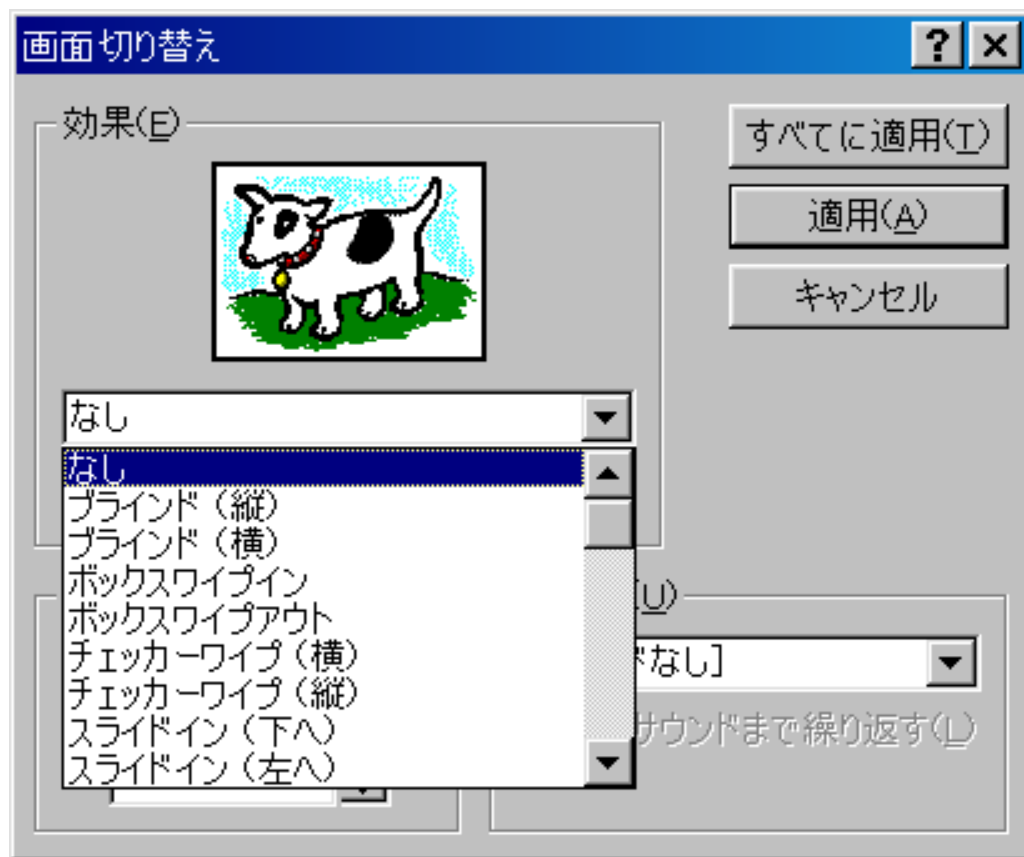 画面切り替え
効果(E)
すべてに適用(T)
適用(A)
キャンセル
なし
なし
ブラインド（縦）
ブラインド（横）
ボックスワイプイン
ボックスワイプアウト
チェッカーワイプ（横）
チェッカーワイプ（縦）
スライドイン（下へ）
スライドイン（左へ）
(U)
なし]
サウンドまで繰り返す(L)